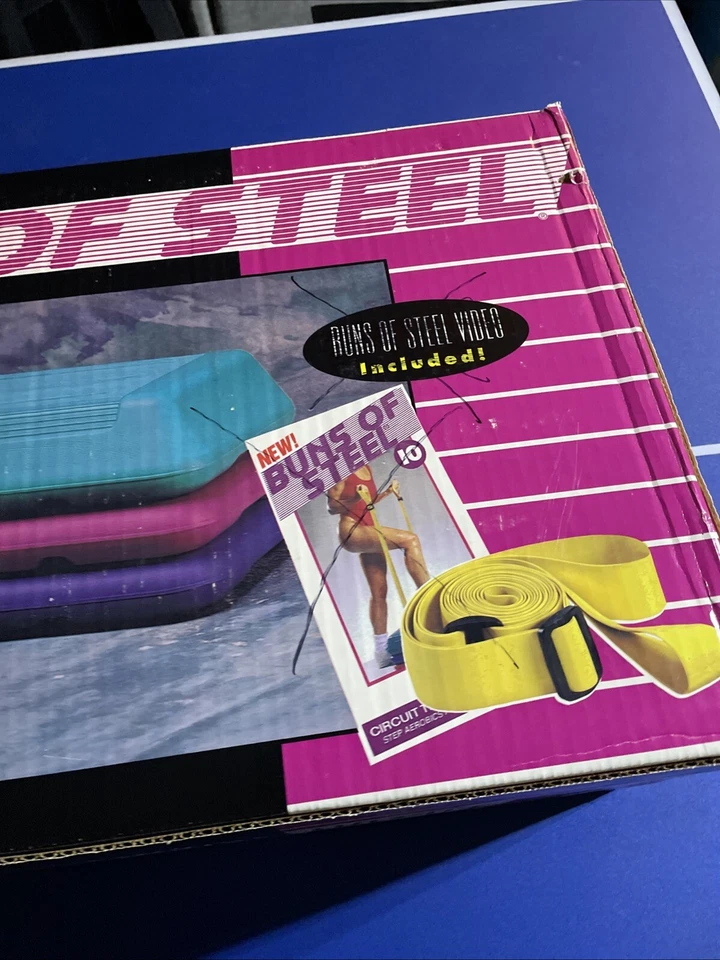 OF STEEL®
BUNS OF STEEL VIDEO
Included!
NEW!
BUNS OF
STEEL
10
CIRCUIT
STEP AEROBICS